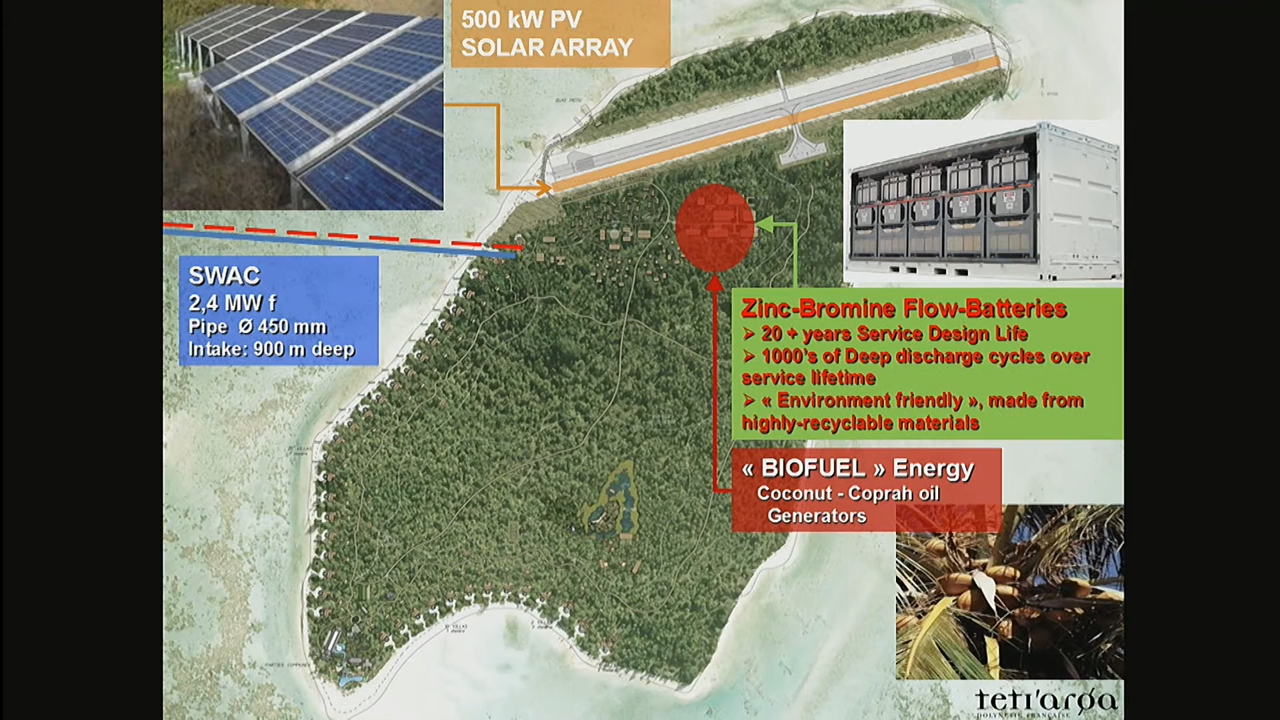 500 kW PV
SOLAR ARRAY
SWAC
2,4 MW f
Pipe Ø 450 mm
Intake: 900 m deep
Zinc-Bromine Flow-Batteries
➢ 20 + years Service Design Life
➢ 1000's of Deep discharge cycles over
service lifetime
➢ « Environment friendly », made from
highly-recyclable materials
« BIOFUEL » Energy
Coconut - Coprah oil
Generators
teti'aroa
POLYNESIE FRANÇAISE